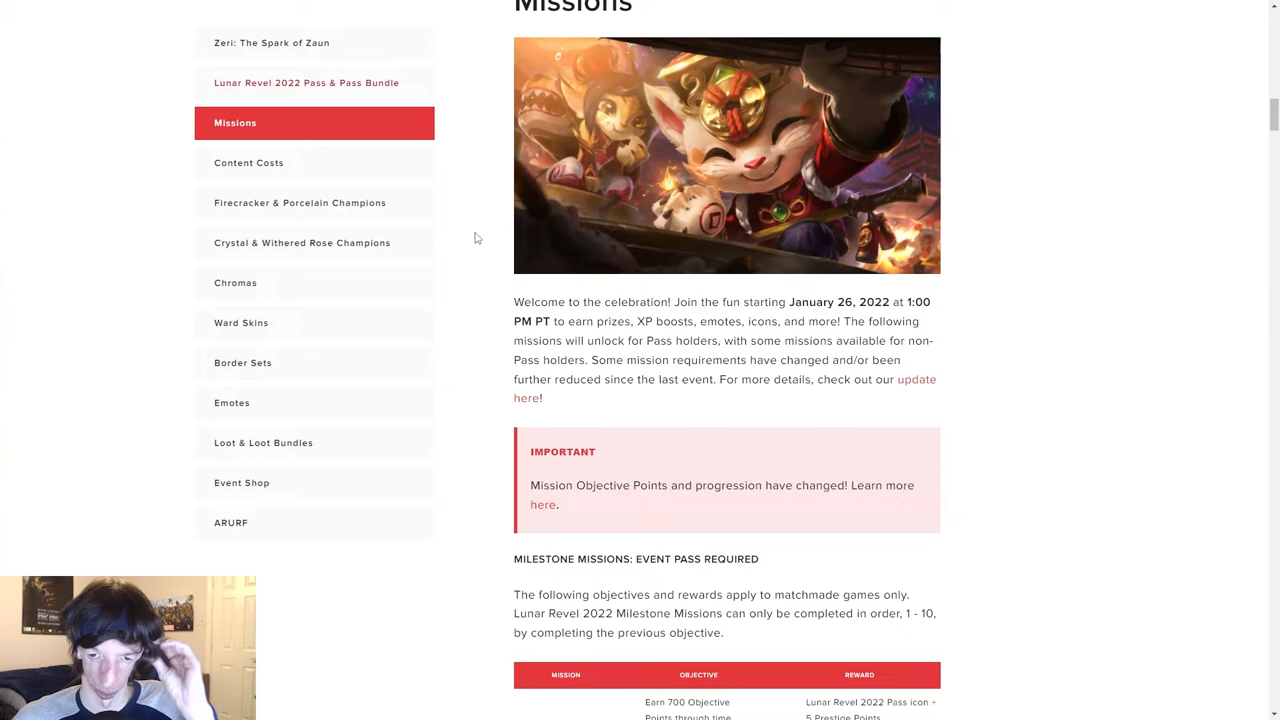 Missions
Zeri: The Spark of Zaun
Lunar Revel 2022 Pass & Pass Bundle
Missions
Content Costs
Firecracker & Porcelain Champions
Crystal & Withered Rose Champions
Chromas
Ward Skins
Border Sets
Emotes
Loot & Loot Bundles
Event Shop
ARURF
Welcome to the celebration! Join the fun starting January 26, 2022 at 1:00
PM PT to earn prizes, XP boosts, emotes, icons, and more! The following
missions will unlock for Pass holders, with some missions available for non-
Pass holders. Some mission requirements have changed and/or been
further reduced since the last event. For more details, check out our update
here!
IMPORTANT
Mission Objective Points and progression have changed! Learn more
here.
MILESTONE MISSIONS: EVENT PASS REQUIRED
The following objectives and rewards apply to matchmade games only.
Lunar Revel 2022 Milestone Missions can only be completed in order, 1 - 10,
by completing the previous objective.
MISSION OBJECTIVE REWARD
Earn 700 Objective Lunar Revel 2022 Pass icon +
Points through time 5 Prestige Points